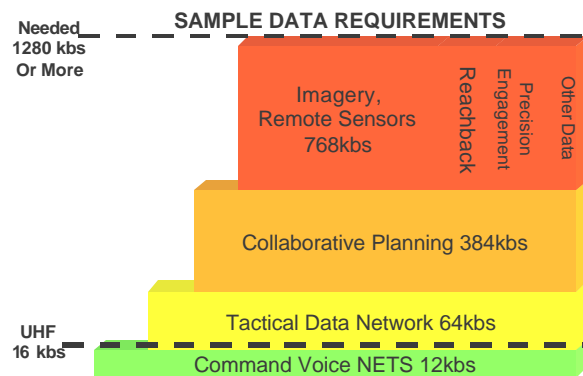 SAMPLE DATA REQUIREMENTS
Needed
1280 kbs
Or More
Imagery,
Remote Sensors
768kbs
Reachback
Precision
Engagement
Other Data
Collaborative Planning 384kbs
Tactical Data Network 64kbs
UHF
16 kbs
Command Voice NETS 12kbs